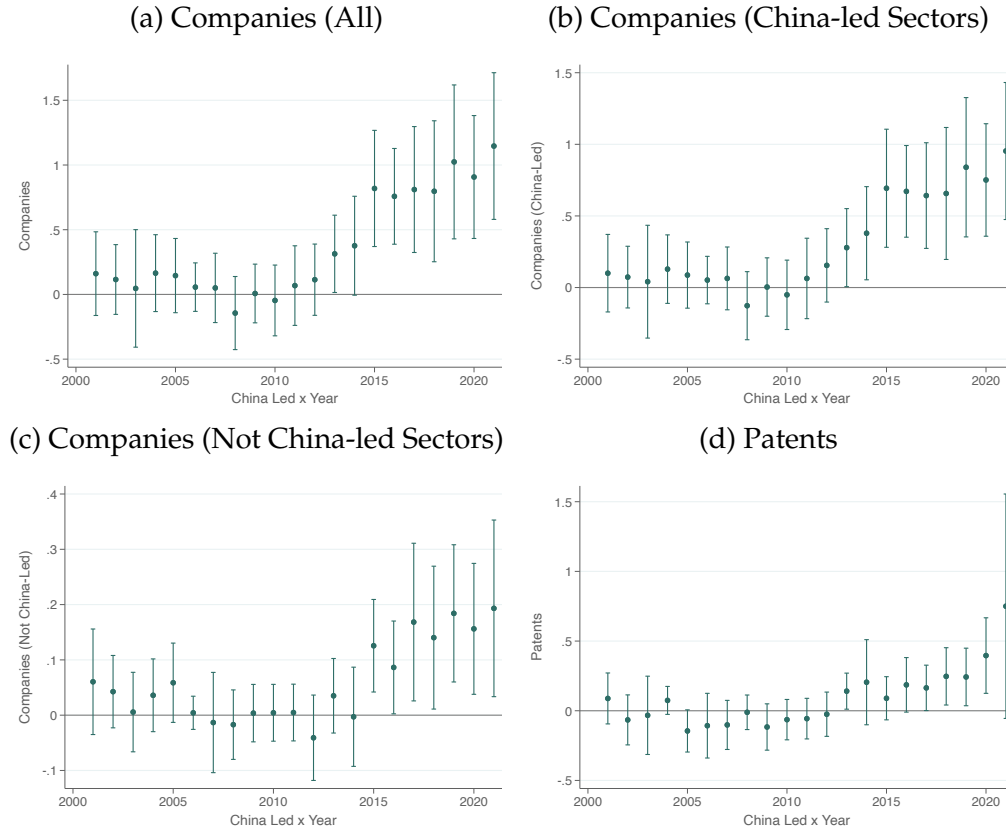 (a) Companies (All)
1.5
1
.5
0
-.5
Companies
2000 2005 2010 2015 2020
China Led x Year
(b) Companies (China-led Sectors)
1.5
1
.5
0
-.5
Companies (China-Led)
2000 2005 2010 2015 2020
China Led x Year
(c) Companies (Not China-led Sectors)
.4
.3
.2
.1
0
-.1
Companies (Not China-Led)
2000 2005 2010 2015 2020
China Led x Year
(d) Patents
1.5
1
.5
0
-.5
Patents
2000 2005 2010 2015 2020
China Led x Year